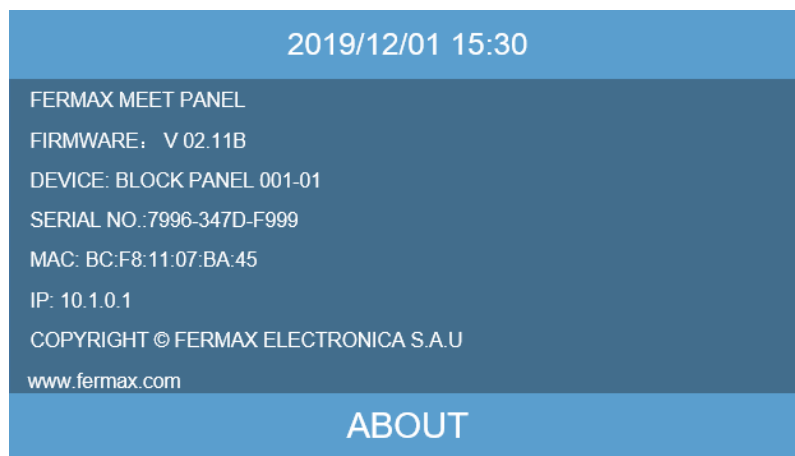 2019/12/01 15:30
FERMAX MEET PANEL
FIRMWARE： V 02.11B
DEVICE: BLOCK PANEL 001-01
SERIAL NO.:7996-347D-F999
MAC: BC:F8:11:07:BA:45
IP: 10.1.0.1
COPYRIGHT © FERMAX ELECTRONICA S.A.U
www.fermax.com
ABOUT